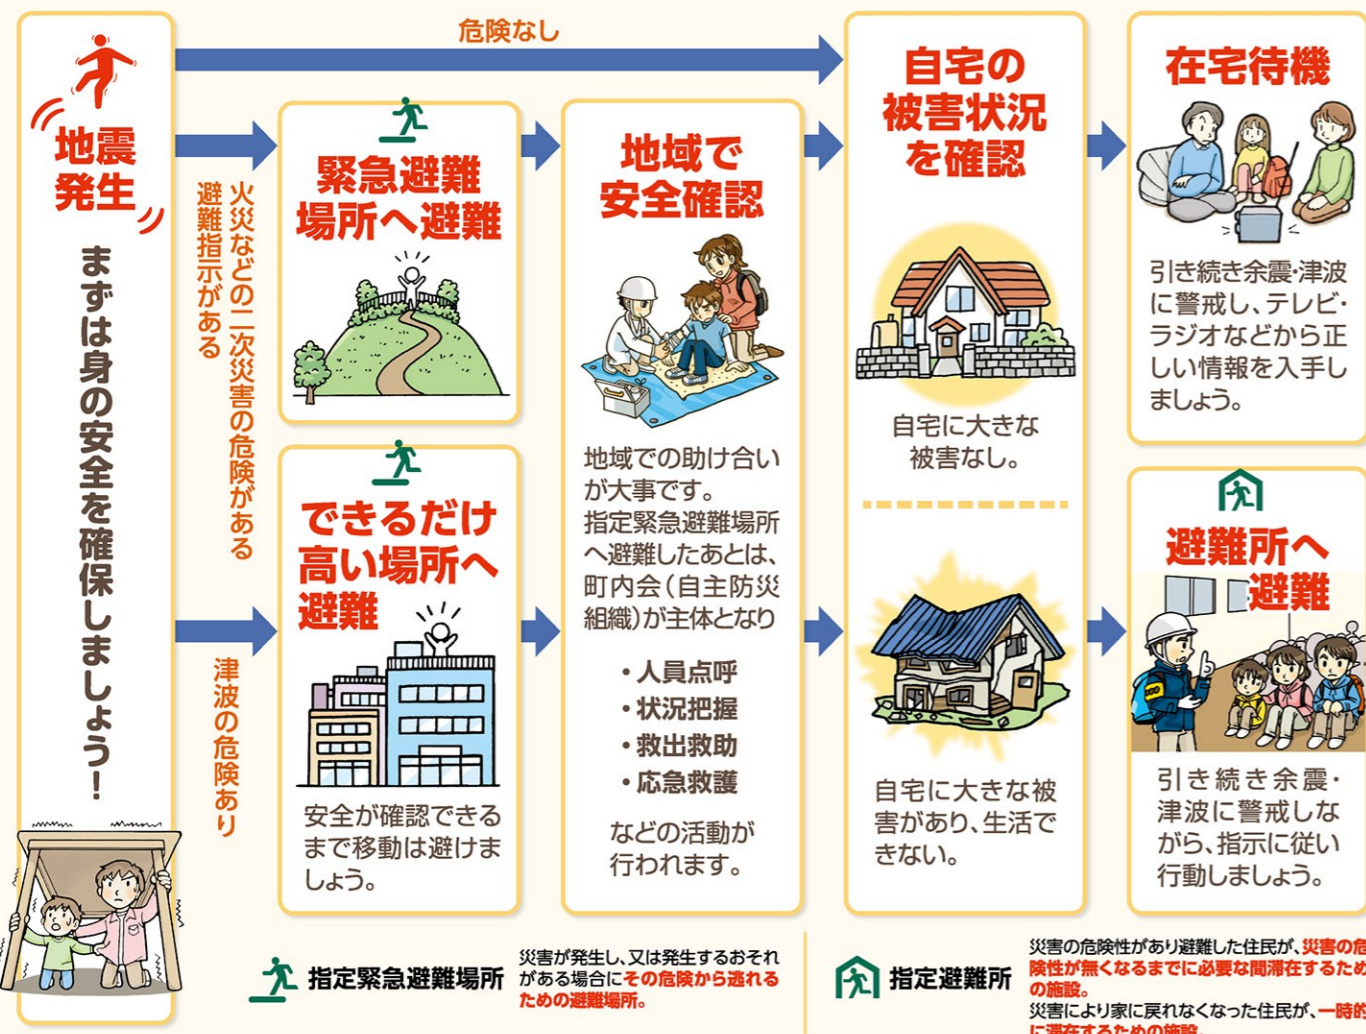 地震
発生
まずは身の安全を確保しましょう！
危険なし
火災などの二次災害の危険がある
避難指示がある
津波の危険あり
緊急避難
場所へ避難
できるだけ
高い場所へ
避難
安全が確認できる
まで移動は避けま
しょう。
地域で
安全確認
地域での助け合い
が大事です。
指定緊急避難場所
へ避難したあとは、
町内会（自主防災
組織）が主体となり
・人員点呼
・状況把握
・救出救助
・応急救護
などの活動が
行われます。
自宅の
被害状況
を確認
自宅に大きな
被害なし。
自宅に大きな被
害があり、生活で
きない。
在宅待機
引き続き余震・津波
に警戒し、テレビ・
ラジオなどから正
しい情報を入手し
ましょう。
避難所へ
避難
引き続き余震・
津波に警戒しな
がら、指示に従い
行動しましょう。
指定緊急避難場所
災害が発生し、又は発生するおそれ
がある場合にその危険から逃れる
ための避難場所。
指定避難所
災害の危険性があり避難した住民が、災害の危
険性が無くなるまでに必要な間滞在するため
の施設。
災害により家に戻れなくなった住民が、一時的
に滞在するための施設。